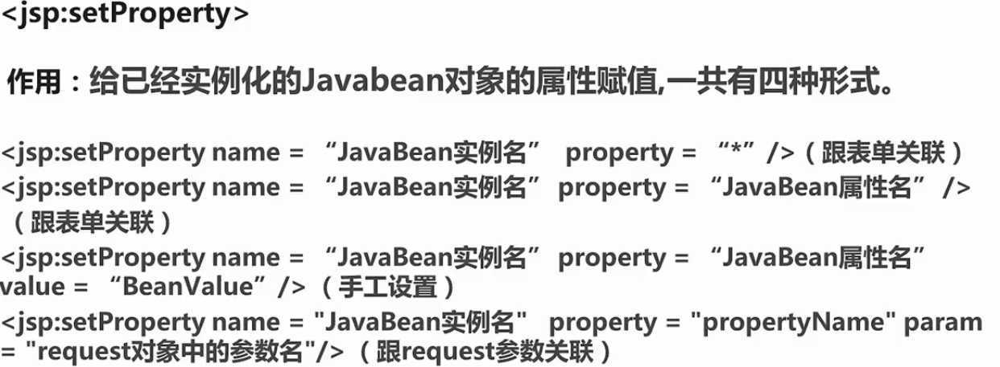 <jsp:setProperty>
作用：给已经实例化的Javabean对象的属性赋值,一共有四种形式。
<jsp:setProperty name = “JavaBean实例名” property = “*” />（跟表单关联）
<jsp:setProperty name = “JavaBean实例名” property = “JavaBean属性名” />
（跟表单关联）
<jsp:setProperty name = “JavaBean实例名” property = “JavaBean属性名”
value = “BeanValue” />（手工设置）
<jsp:setProperty name = "JavaBean实例名" property = "propertyName" param
= "request对象中的参数名"/>（跟request参数关联）